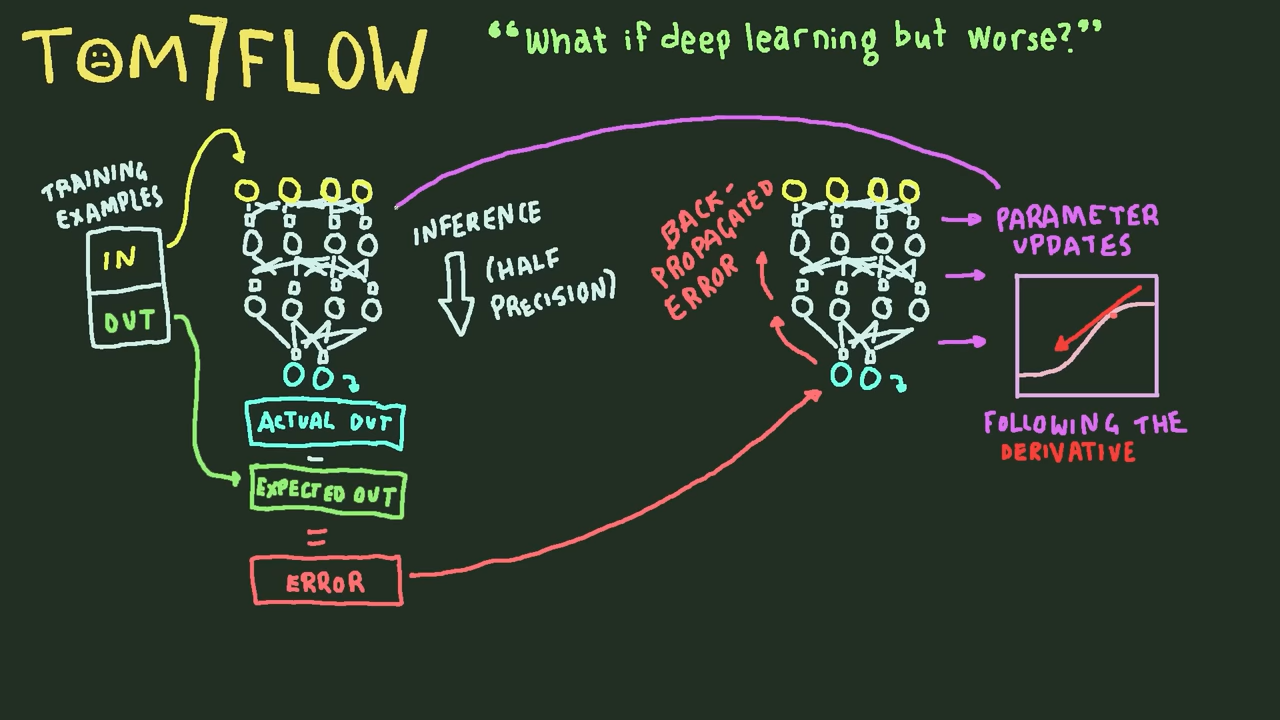 TOM7FLOW
“What if deep learning but worse?”
TRAINING
EXAMPLES
IN
OUT
INFERENCE
(HALF
PRECISION)
ACTUAL OUT
-
EXPECTED OUT
=
ERROR
BACK-
PROPAGATED
ERROR
PARAMETER
UPDATES
FOLLOWING THE
DERIVATIVE